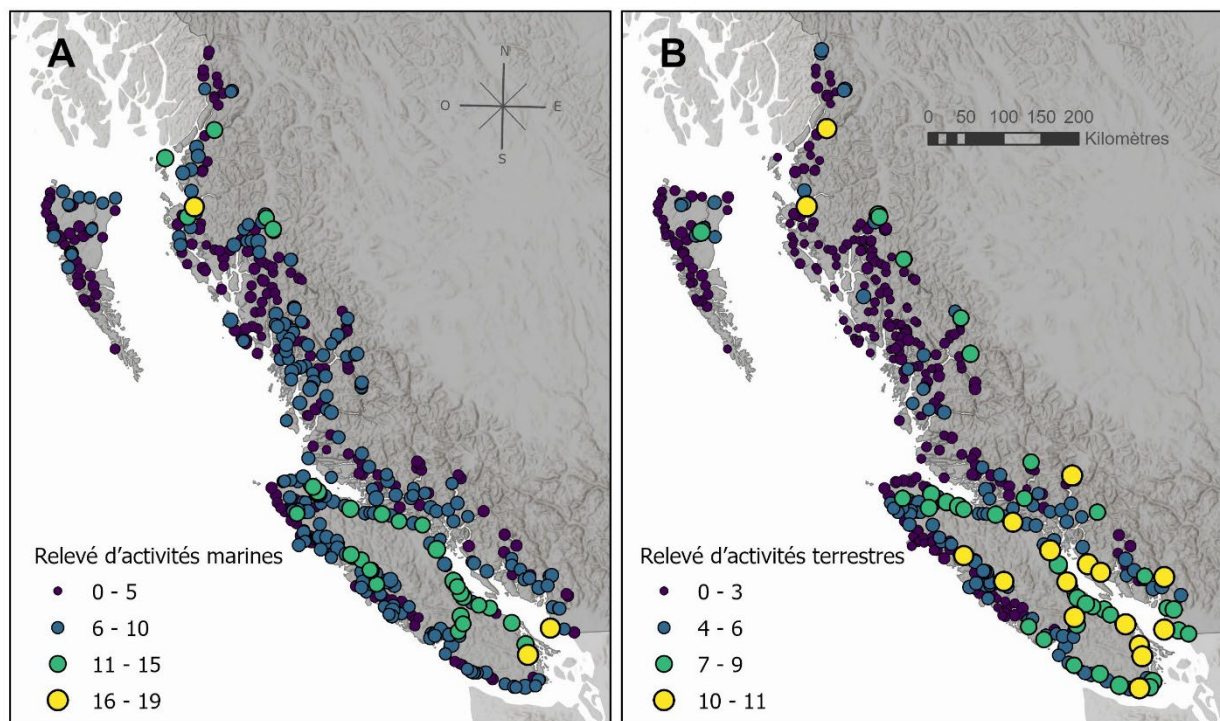 A
N
O
E
S
Relevé d'activités marines
0 - 5
6 - 10
11 - 15
16 - 19
B
0 50 100 150 200
Kilomètres
Relevé d'activités terrestres
0 - 3
4 - 6
7 - 9
10 - 11